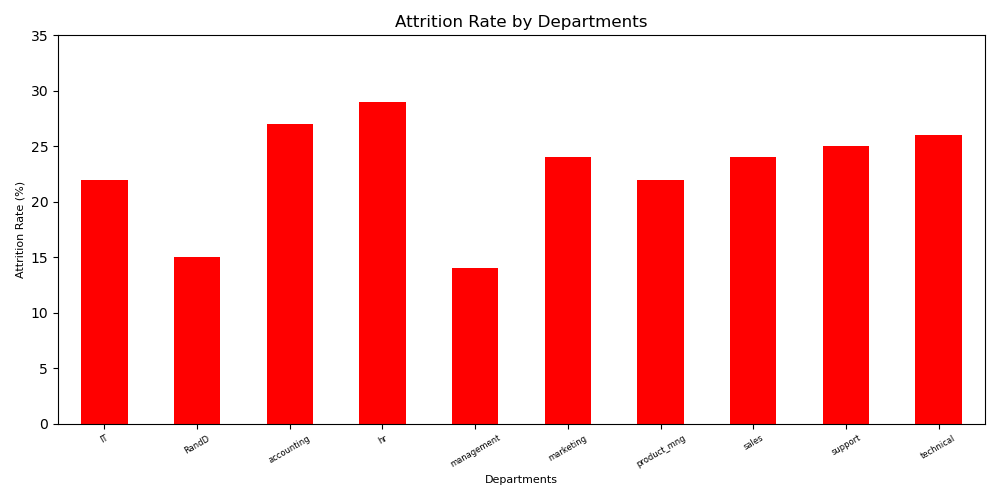 Attrition Rate by Departments
35
30
25
20
15
10
5
0
Attrition Rate (%)
IT
RandD
accounting
hr
management
marketing
product_mng
sales
support
technical
Departments